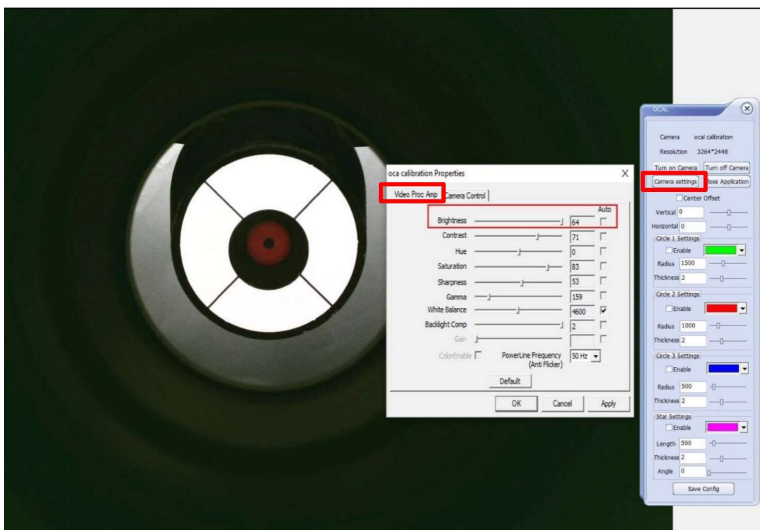 oca calibration Properties
X
Video Proc Amp
Camera Control
Auto
Brightness 64
Contrast 71
Hue 0
Saturation 83
Sharpness 53
Gamma 159
White Balance 4600
Backlight Comp 2
Gain
ColorEnable PowerLine Frequency 50 Hz
(Anti Flicker)
Default
OK Cancel Apply
OCAL
Camera ocal calibration
Resolution 3264*2448
Turn on Camera Turn off Camera
Camera settings lose Application
Center Offset
Vertical 0
Horizontal 0
Circle 1 Settings
Enable
Radius 1500
Thickness 2
Circle 2 Settings
Enable
Radius 1000
Thickness 2
Circle 3 Settings
Enable
Radius 500
Thickness 2
Star Settings
Enable
Length 500
Thickness 2
Angle 0
Save Config